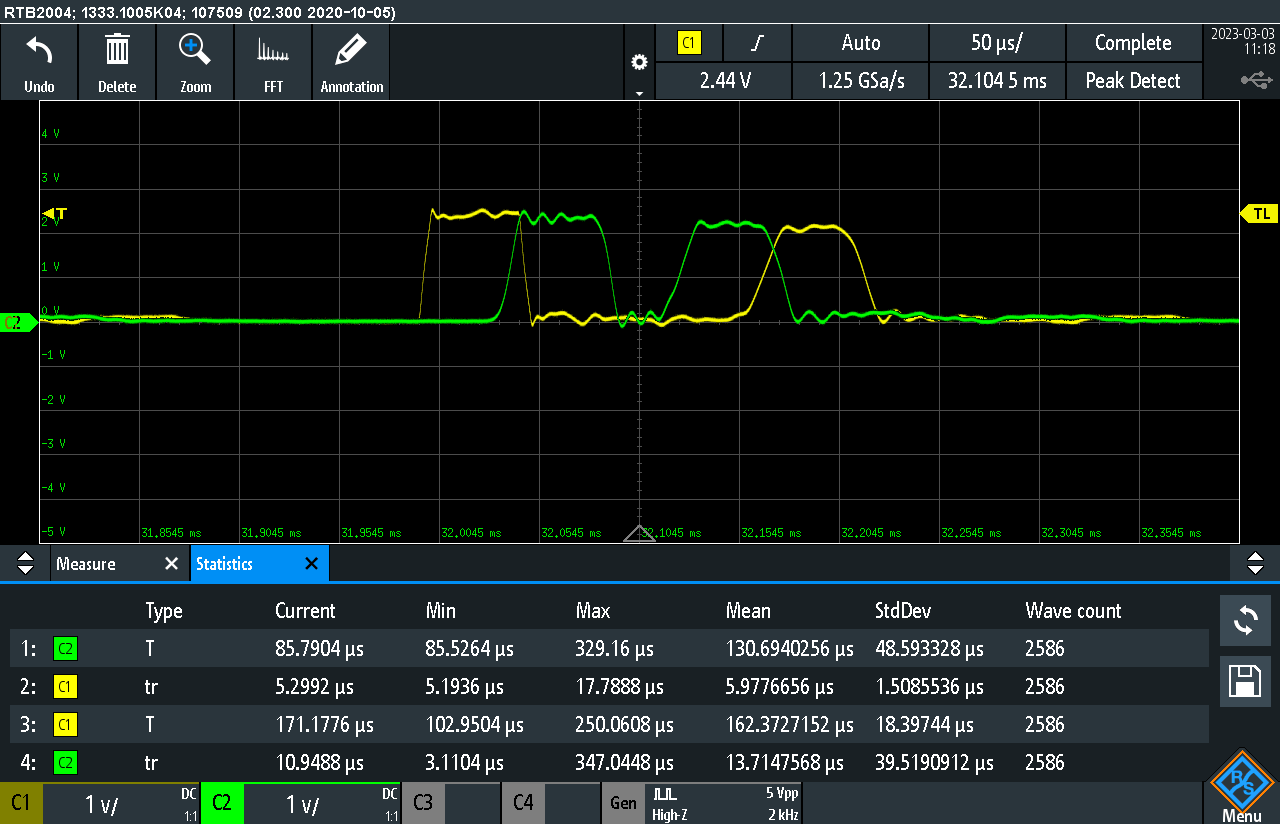 RTB2004; 1333.1005K04; 107509 (02.300 2020-10-05)
Undo Delete Zoom FFT Annotation
C1 Auto 50 µs/ Complete
2.44 V 1.25 GSa/s 32.104 5 ms Peak Detect
2023-03-03
11:18
4 V
3 V
T
2 V
TL
1 V
0 V
C2
-1 V
-2 V
-3 V
-4 V
-5 V
31.8545 ms 31.9045 ms 31.9545 ms 32.0045 ms 32.0545 ms 32.1045 ms 32.1545 ms 32.2045 ms 32.2545 ms 32.3045 ms 32.3545 ms
Measure Statistics
Type Current Min Max Mean StdDev Wave count
1: C2 T 85.7904 µs 85.5264 µs 329.16 µs 130.6940256 µs 48.593328 µs 2586
2: C1 tr 5.2992 µs 5.1936 µs 17.7888 µs 5.9776656 µs 1.5085536 µs 2586
3: C1 T 171.1776 µs 102.9504 µs 250.0608 µs 162.3727152 µs 18.39744 µs 2586
4: C2 tr 10.9488 µs 3.1104 µs 347.0448 µs 13.7147568 µs 39.5190912 µs 2586
C1 1 V/ DC 1:1 C2 1 V/ DC 1:1 C3 C4 Gen High-Z 5 Vpp 2 kHz
R S
Menu